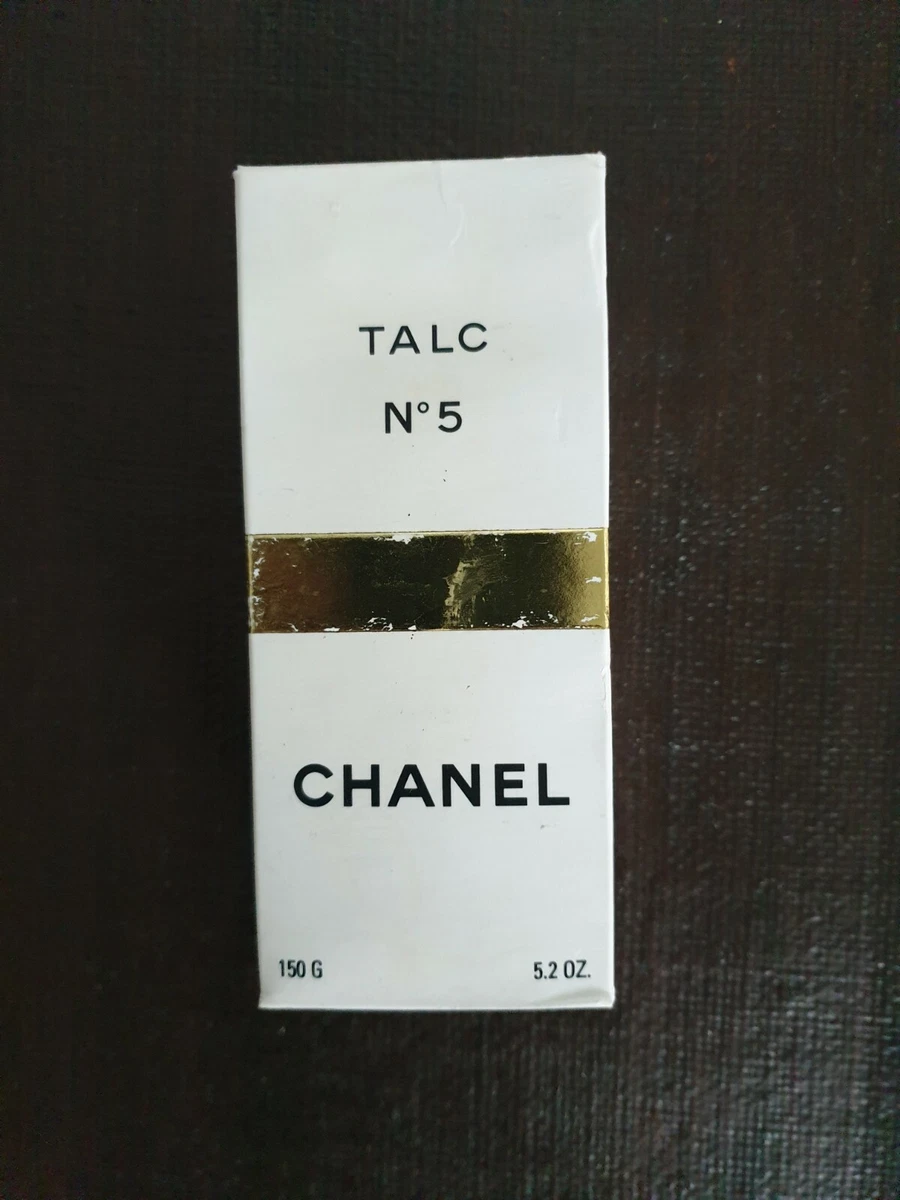 TALC
N°5
CHANEL
150 G 5.2 OZ.